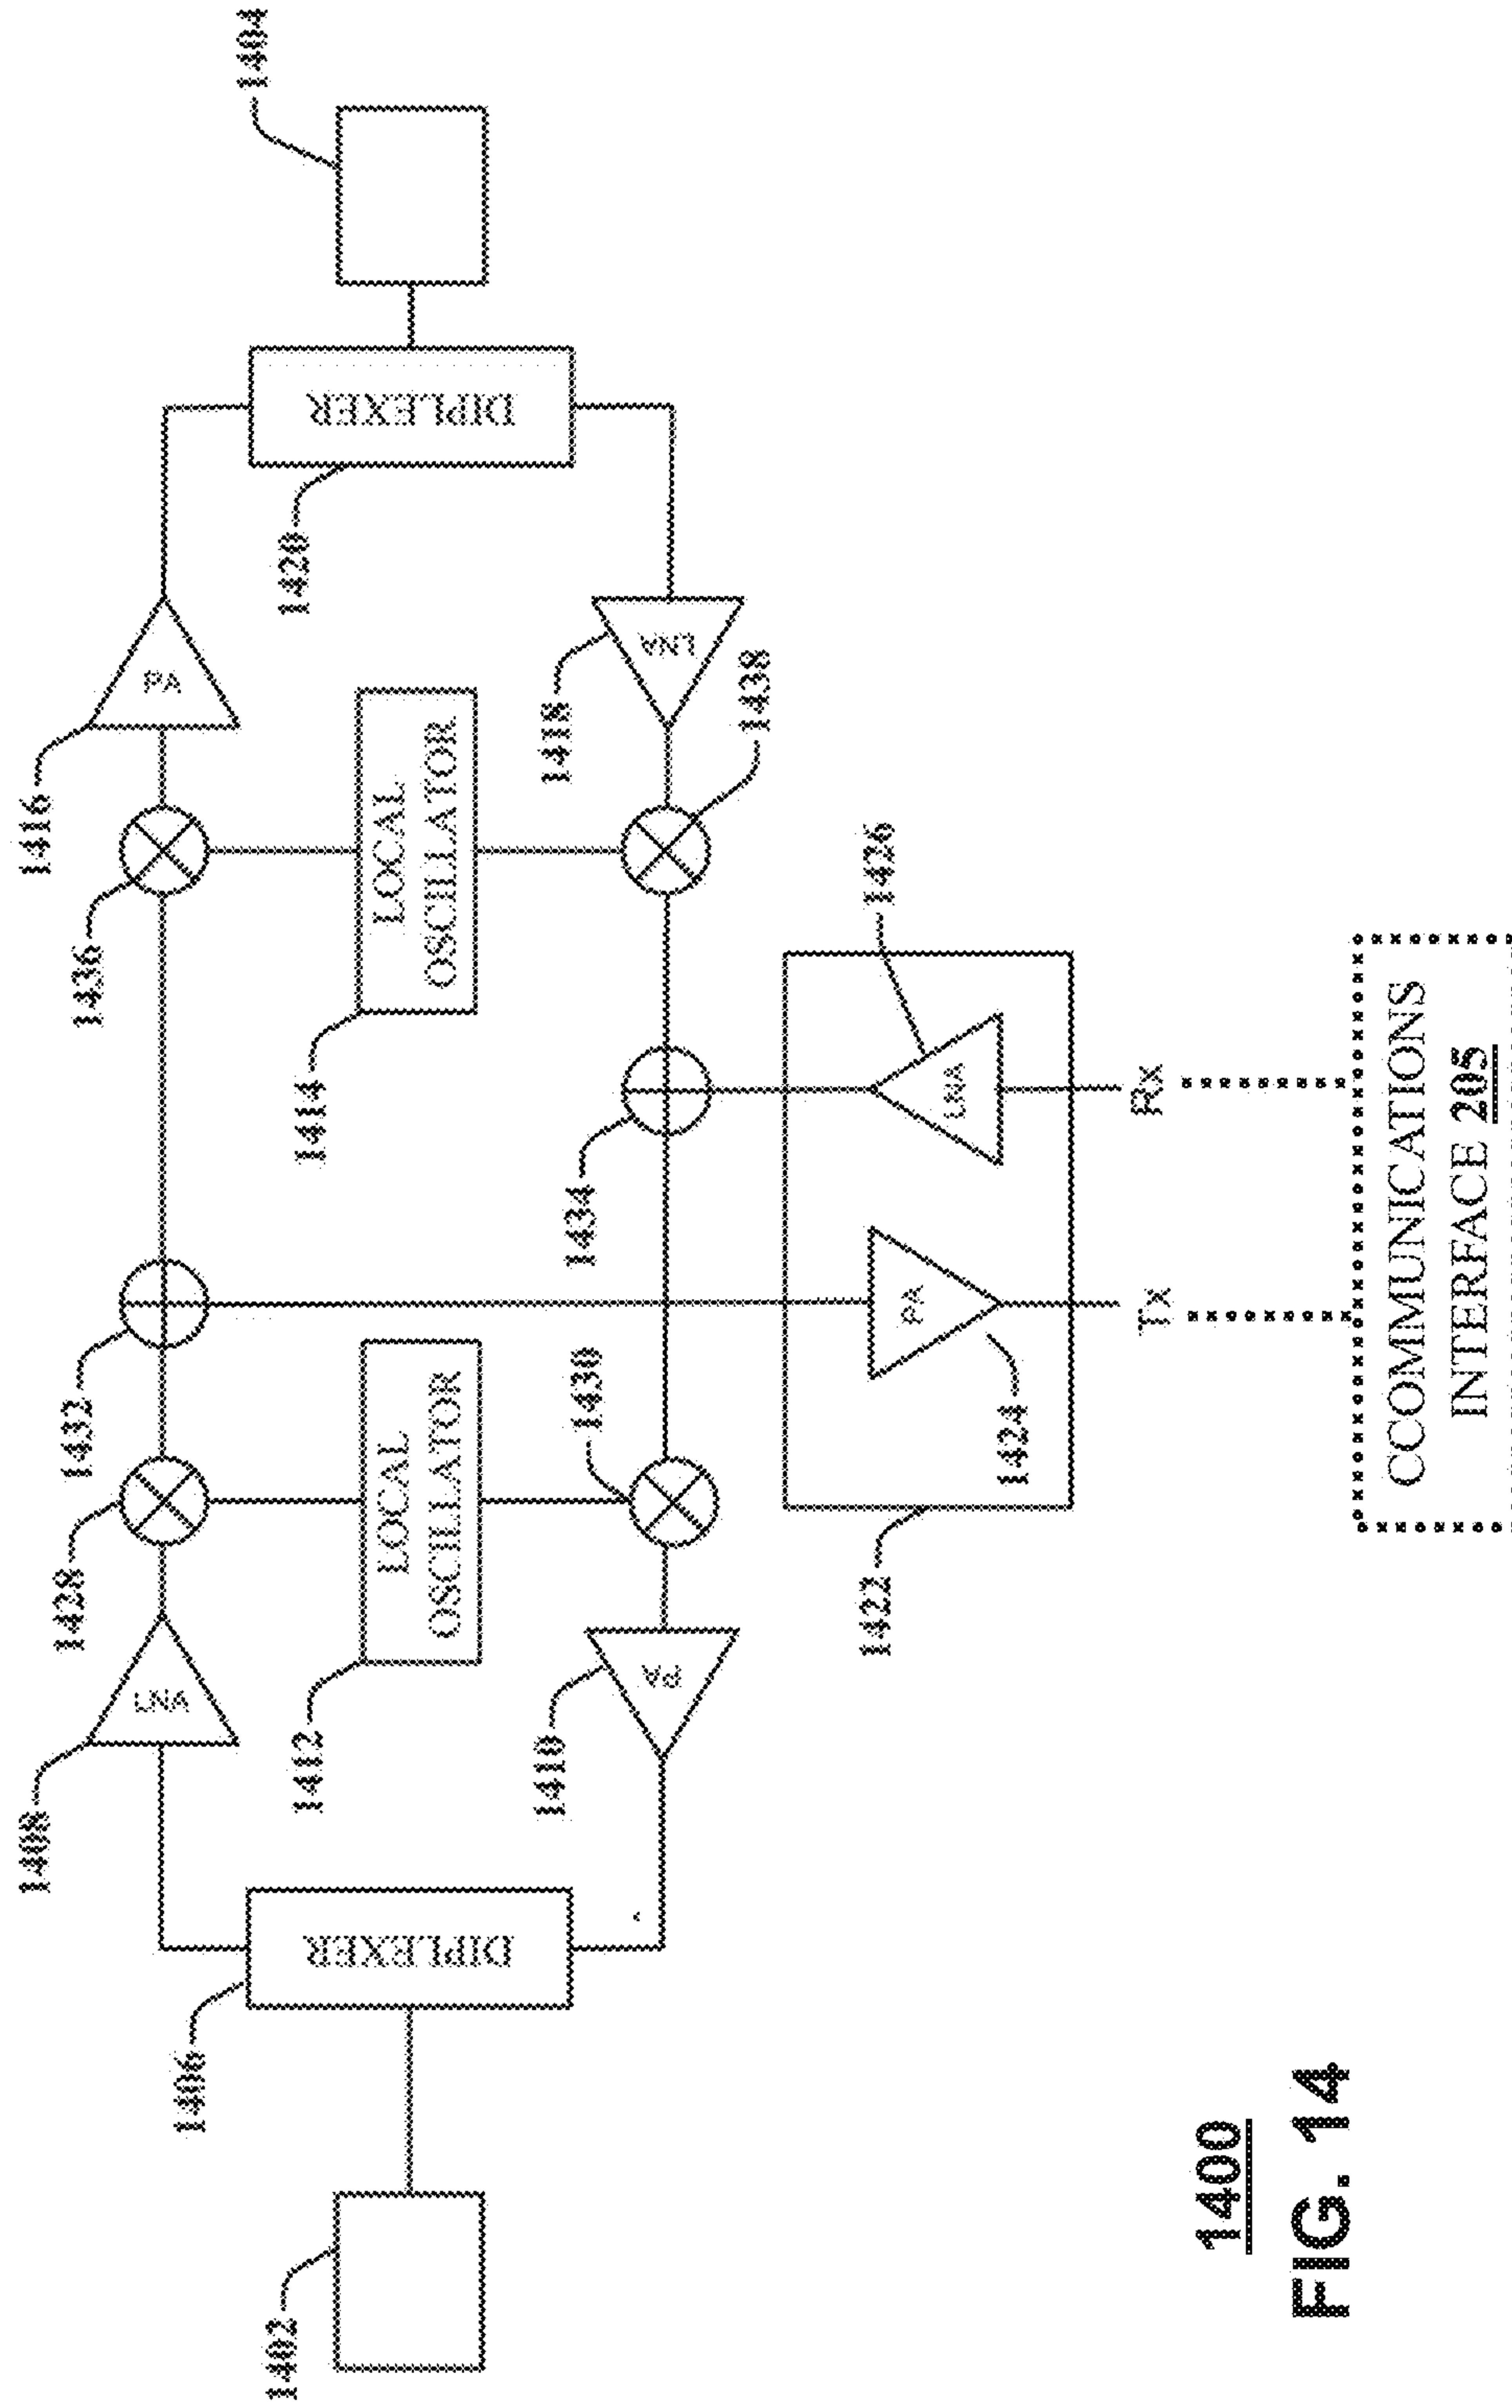 1416
1404
1436
PA
1408
1428
1432
LNA
1420
DIPLEXER
1414
LOCAL
OSCILLATOR
1406
1412
LOCAL
OSCILLATOR
DIPLEXER
1418
LNA
1438
1434
1430
1410
PA
1402
1426
LNA
PA
1424
1422
Rx
Tx
CCOMMUNICATIONS
INTERFACE 205
1400
FIG. 14